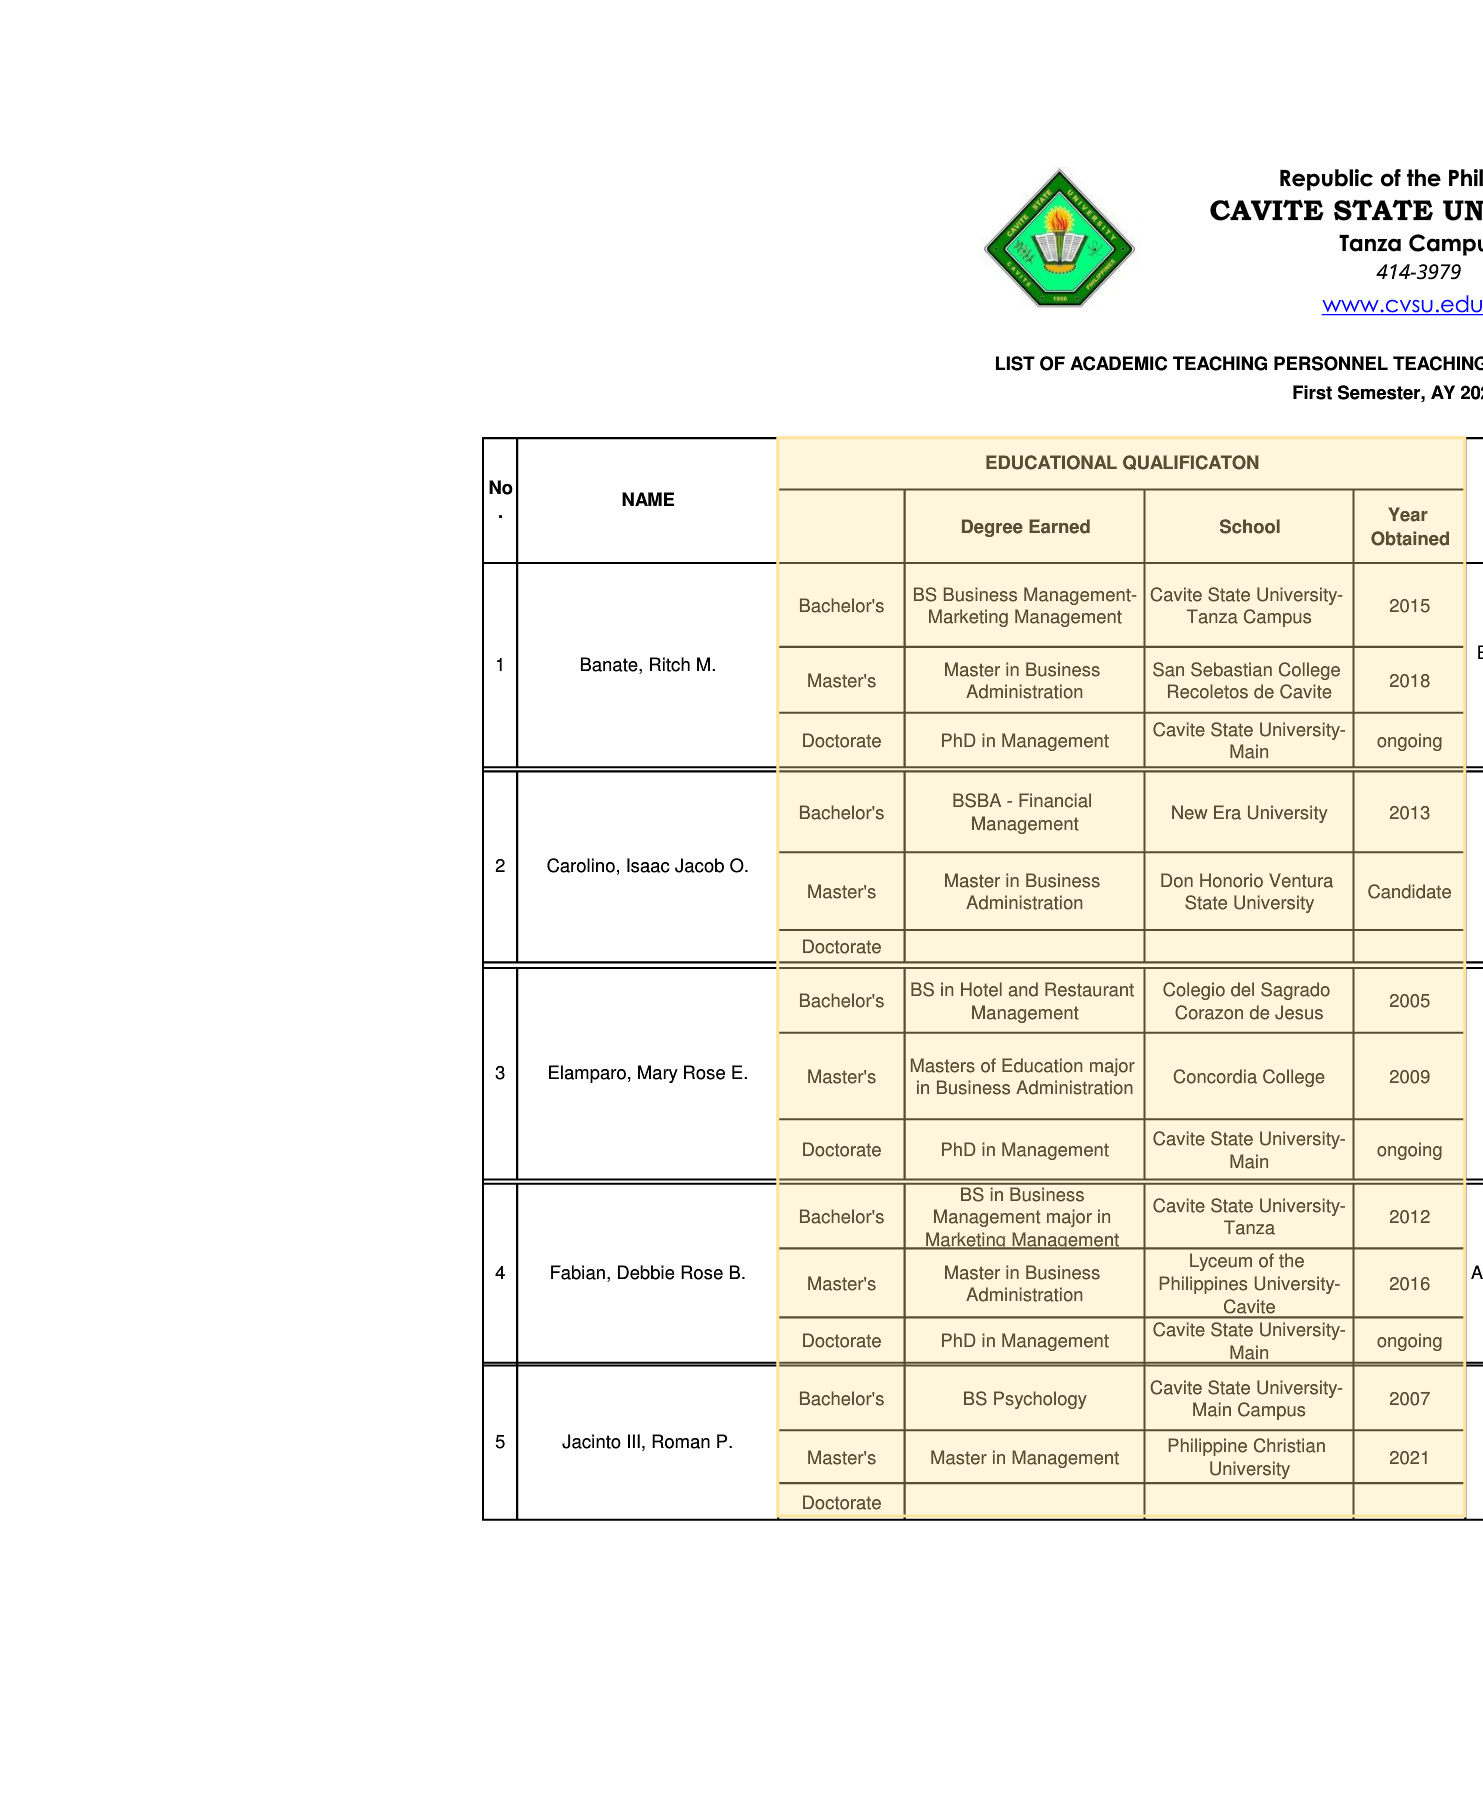 Republic of the Phil
CAVITE STATE UN
Tanza Campu
414-3979
www.cvsu.edu
CAVITE STATE UNIVERSITY
CAVITE PHILIPPINES
1906
LIST OF ACADEMIC TEACHING PERSONNEL TEACHING
First Semester, AY 202
No
.
NAME
EDUCATIONAL QUALIFICATON
Degree Earned
School
Year
Obtained
1
Banate, Ritch M.
Bachelor's
BS Business Management-
Marketing Management
Cavite State University-
Tanza Campus
2015
Master's
Master in Business
Administration
San Sebastian College
Recoletos de Cavite
2018
Doctorate
PhD in Management
Cavite State University-
Main
ongoing
2
Carolino, Isaac Jacob O.
Bachelor's
BSBA - Financial
Management
New Era University
2013
Master's
Master in Business
Administration
Don Honorio Ventura
State University
Candidate
Doctorate
3
Elamparo, Mary Rose E.
Bachelor's
BS in Hotel and Restaurant
Management
Colegio del Sagrado
Corazon de Jesus
2005
Master's
Masters of Education major
in Business Administration
Concordia College
2009
Doctorate
PhD in Management
Cavite State University-
Main
ongoing
4
Fabian, Debbie Rose B.
Bachelor's
BS in Business
Management major in
Marketing Management
Cavite State University-
Tanza
2012
Master's
Master in Business
Administration
Lyceum of the
Philippines University-
Cavite
2016
A
Doctorate
PhD in Management
Cavite State University-
Main
ongoing
5
Jacinto III, Roman P.
Bachelor's
BS Psychology
Cavite State University-
Main Campus
2007
Master's
Master in Management
Philippine Christian
University
2021
Doctorate